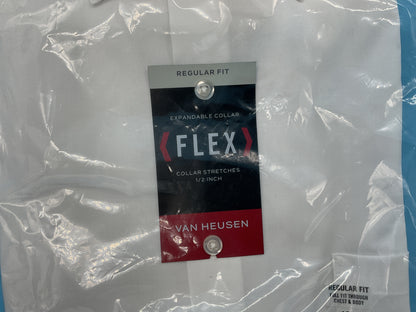 REGULAR FIT
EXPANDABLE COLLAR
FLEX
COLLAR STRETCHES
1/2 INCH
VAN HEUSEN
REGULAR FIT
FULL FIT THROUGH
CHEST & BODY